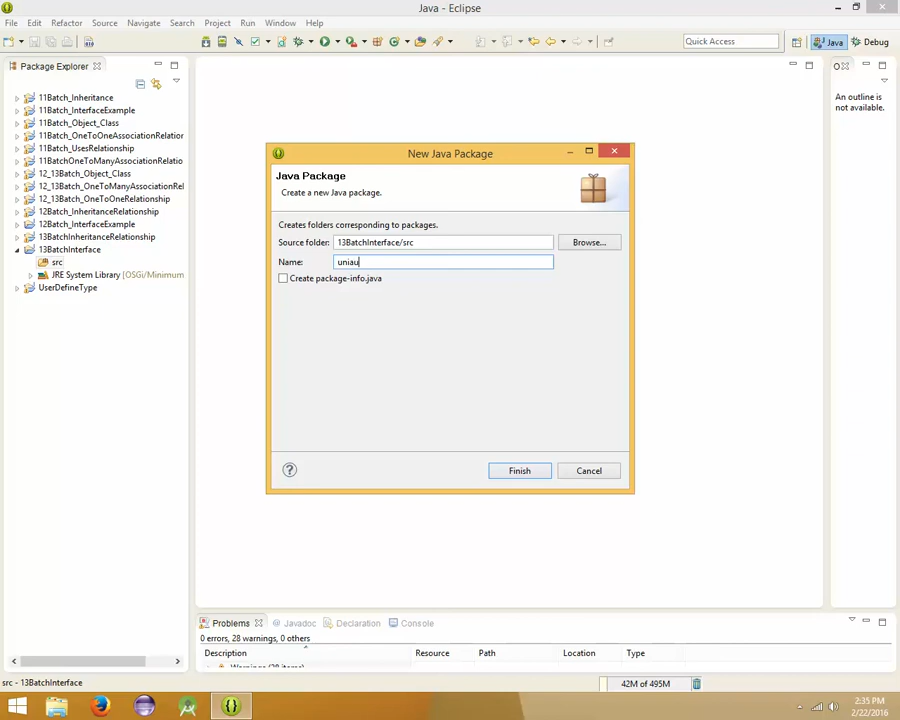 Java - Eclipse
File Edit Refactor Source Navigate Search Project Run Window Help
Quick Access
Java
Debug
Package Explorer
11Batch_Inheritance
11Batch_InterfaceExample
11Batch_Object_Class
11Batch_OneToOneAssociationRelation
11Batch_UsesRelationship
11BatchOneToManyAssociationRelatio
12_13Batch_Object_Class
12_13Batch_OneToManyAssociationRel
12_13Batch_OneToOneRelationship
12Batch_InheritanceRelationship
12Batch_InterfaceExample
13BatchInheritanceRelationship
13BatchInterface
src
JRE System Library [OSGi/Minimum
UserDefineType
O
An outline is
not available.
New Java Package
Java Package
Create a new Java package.
Creates folders corresponding to packages.
Source folder: 13BatchInterface/src Browse...
Name: uniau
Create package-info.java
? Finish Cancel
Problems @ Javadoc Declaration Console
0 errors, 28 warnings, 0 others
Description Resource Path Location Type
Warnings (28 items)
src - 13BatchInterface
42M of 495M
2:35 PM
2/22/2016